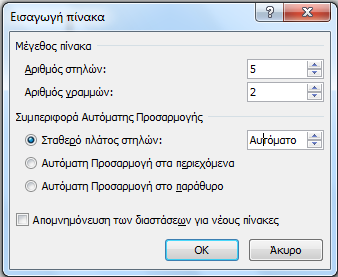 Εισαγωγή πίνακα
Μέγεθος πίνακα
Αριθμός στηλών: 5
Αριθμός γραμμών: 2
Συμπεριφορά Αυτόματης Προσαρμογής
Σταθερό πλάτος στηλών: Αυτόματο
Αυτόματη Προσαρμογή στα περιεχόμενα
Αυτόματη Προσαρμογή στο παράθυρο
Απομνημόνευση των διαστάσεων για νέους πίνακες
OK Άκυρο